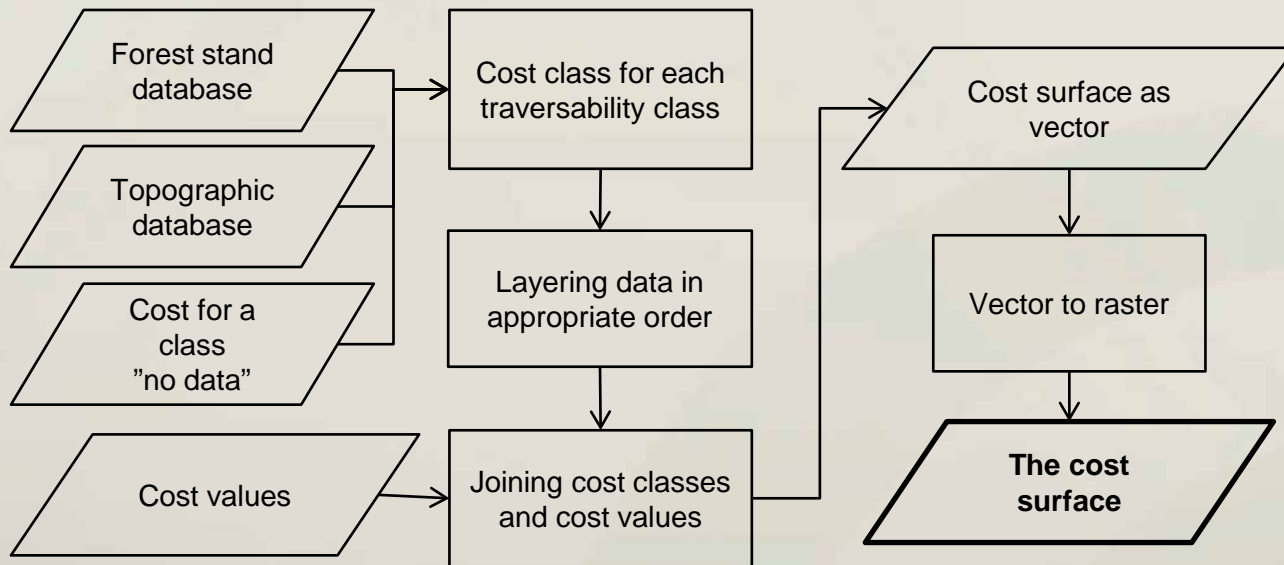 Forest stand
database
Topographic
database
Cost for a
class
”no data”
Cost values
Cost class for each
traversability class
Layering data in
appropriate order
Joining cost classes
and cost values
Cost surface as
vector
Vector to raster
The cost
surface